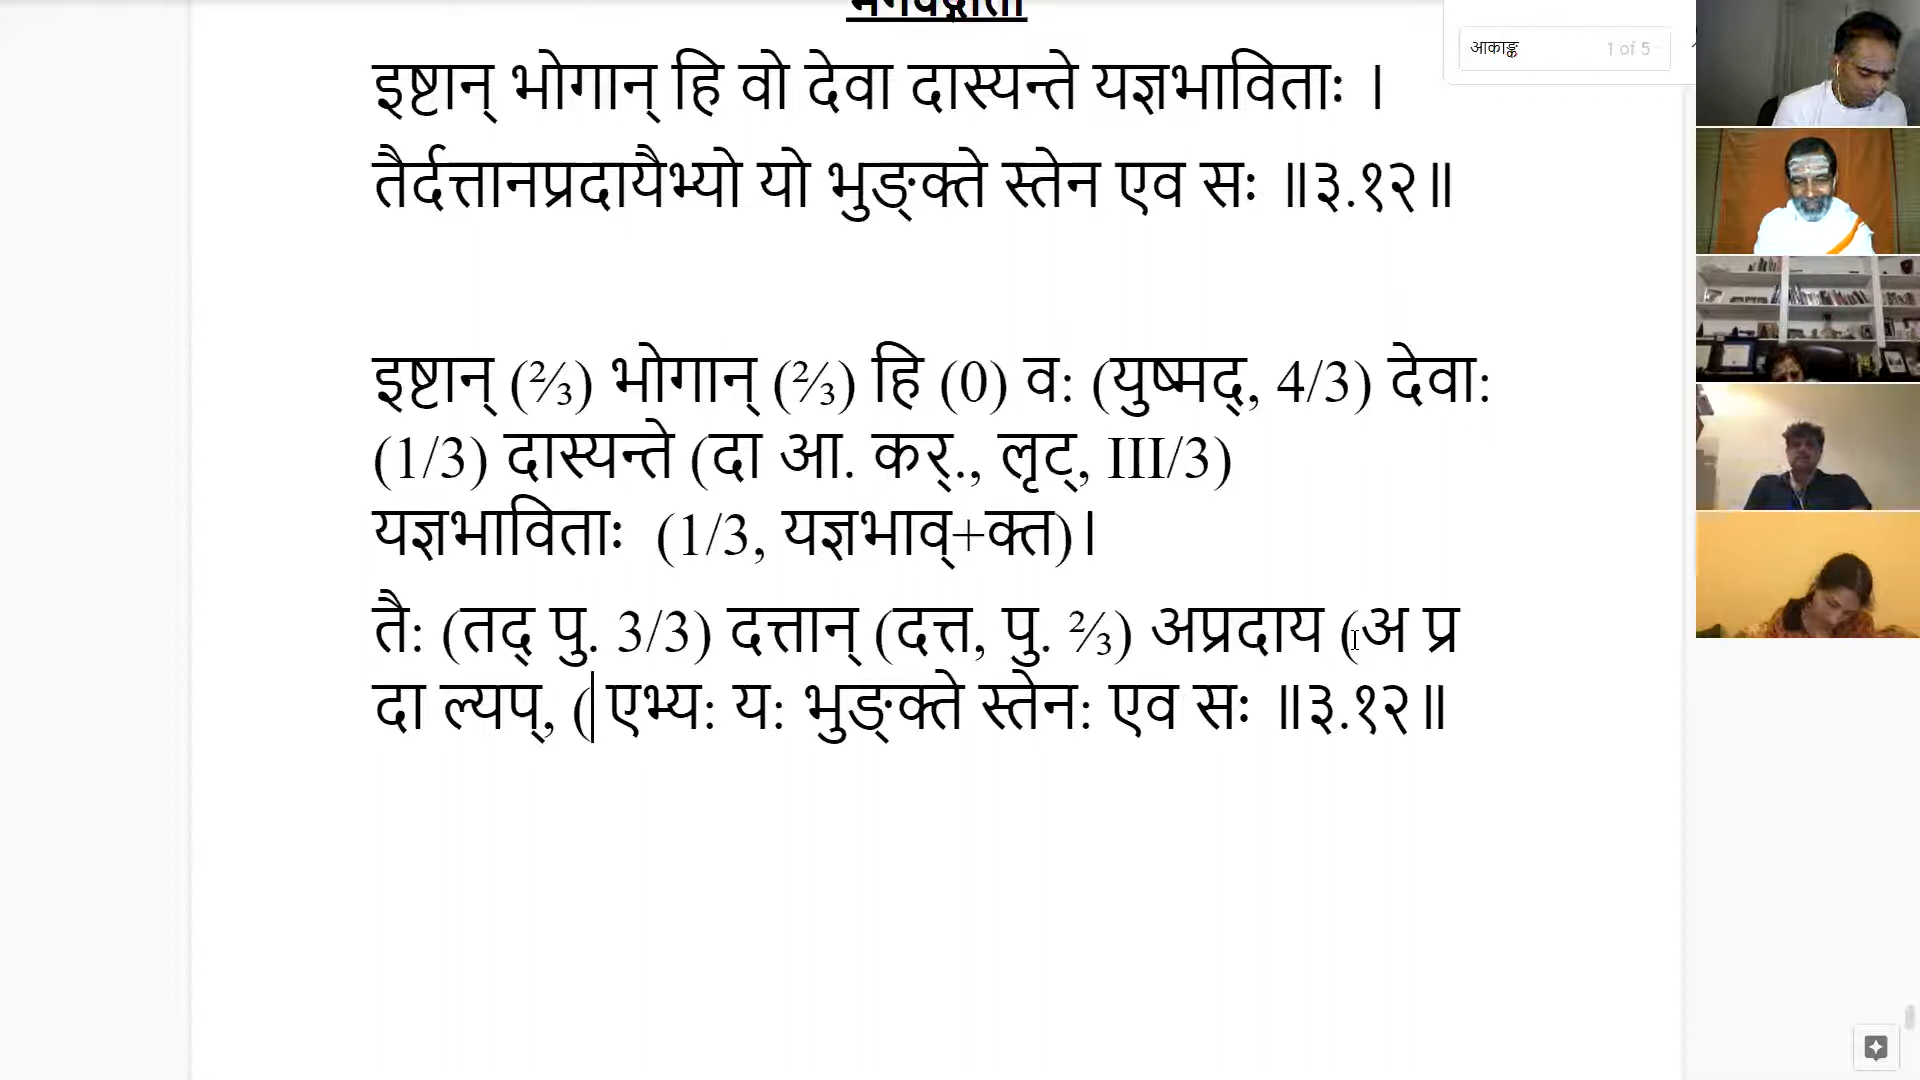 भगवद्गीता
इष्टान् भोगान् हि वो देवा दास्यन्ते यज्ञभाविताः ।
तैर्दत्तानप्रदायैभ्यो यो भुङ्क्ते स्तेन एव सः ॥३.१२॥
इष्टान् (⅔) भोगान् (⅔) हि (0) वः (युष्मद्, 4/3) देवाः
(1/3) दास्यन्ते (दा आ. कर्., लृट्, III/3)
यज्ञभाविताः (1/3, यज्ञभाव्+क्त)।
तैः (तद् पु. 3/3) दत्तान् (दत्त, पु. ⅔) अप्रदाय (अ प्र
दा ल्यप्, ( एभ्यः यः भुङ्क्ते स्तेनः एव सः ॥३.१२॥
आकाङ्क 1 of 5